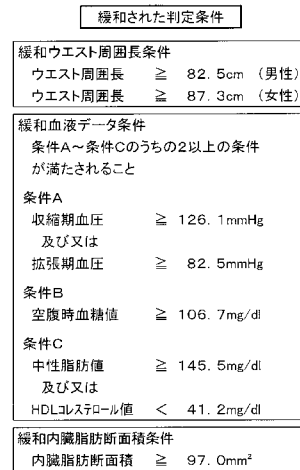 緩和された判定条件
緩和ウエスト周囲長条件
ウエスト周囲長 ≧ 82.5cm (男性)
ウエスト周囲長 ≧ 87.3cm (女性)
緩和血液データ条件
条件A~条件Cのうちの2以上の条件
が満たされること
条件A
収縮期血圧 ≧ 126.1mmHg
及び又は
拡張期血圧 ≧ 82.5mmHg
条件B
空腹時血糖値 ≧ 106.7mg/dl
条件C
中性脂肪値 ≧ 145.5mg/dl
及び又は
HDLコレステロール値 < 41.2mg/dl
緩和内臓脂肪断面積条件
内臓脂肪断面積 ≧ 97.0mm²